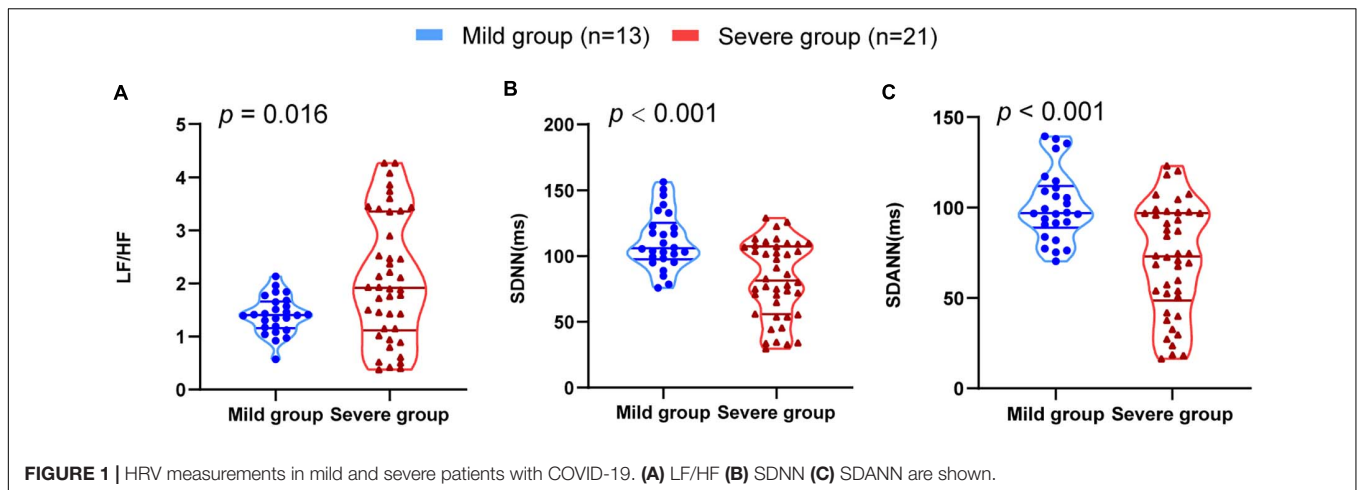 Mild group (n=13) Severe group (n=21)
A
p = 0.016
LF/HF
5
4
3
2
1
0
Mild group Severe group
B
p < 0.001
SDNN(ms)
200
150
100
50
0
Mild group Severe group
C
p < 0.001
SDANN(ms)
150
100
50
0
Mild group Severe group
FIGURE 1 | HRV measurements in mild and severe patients with COVID-19. (A) LF/HF (B) SDNN (C) SDANN are shown.